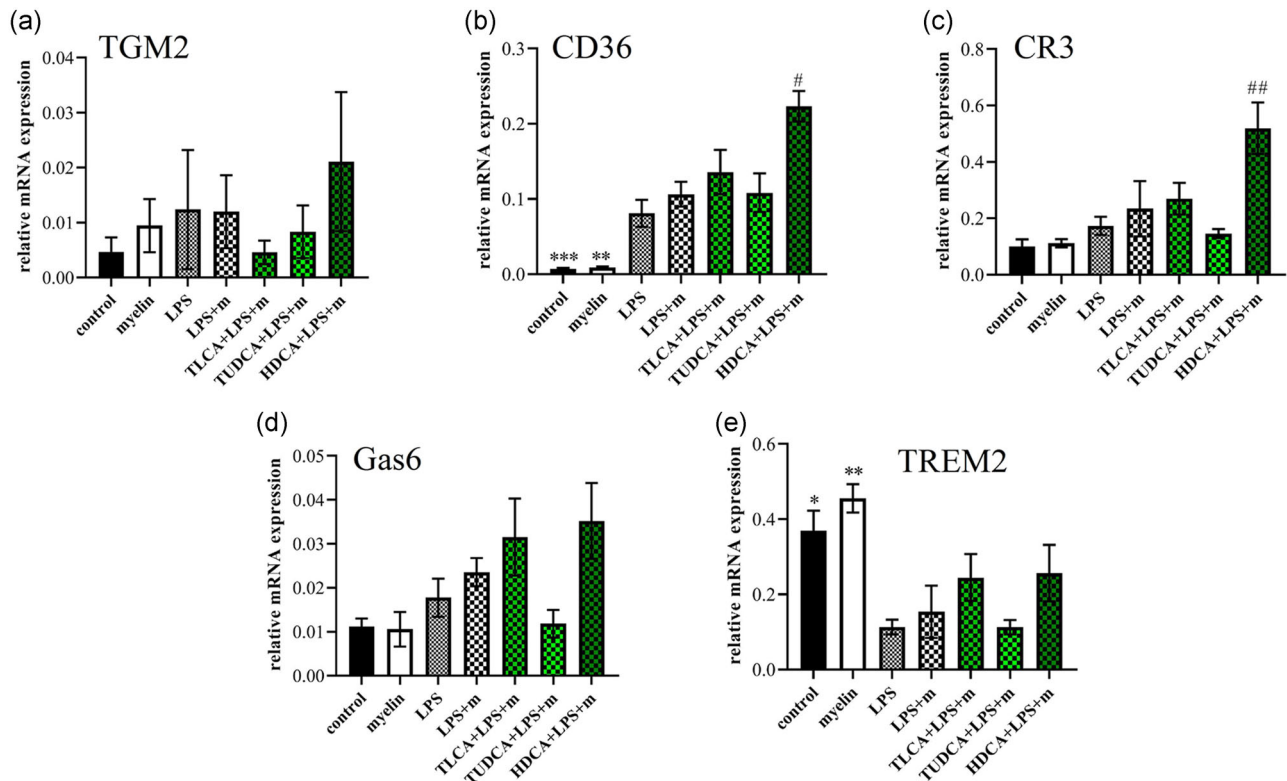 (a)
TGM2
relative mRNA expression
0.04
0.03
0.02
0.01
0.00
control
myelin
LPS
LPS+m
TLCA+LPS+m
TUDCA+LPS+m
HDCA+LPS+m
(b)
CD36
relative mRNA expression
0.3
0.2
0.1
0.0
***
**
#
control
myelin
LPS
LPS+m
TLCA+LPS+m
TUDCA+LPS+m
HDCA+LPS+m
(c)
CR3
relative mRNA expression
0.8
0.6
0.4
0.2
0.0
##
control
myelin
LPS
LPS+m
TLCA+LPS+m
TUDCA+LPS+m
HDCA+LPS+m
(d)
Gas6
relative mRNA expression
0.05
0.04
0.03
0.02
0.01
0.00
control
myelin
LPS
LPS+m
TLCA+LPS+m
TUDCA+LPS+m
HDCA+LPS+m
(e)
TREM2
relative mRNA expression
0.6
0.4
0.2
0.0
*
**
control
myelin
LPS
LPS+m
TLCA+LPS+m
TUDCA+LPS+m
HDCA+LPS+m